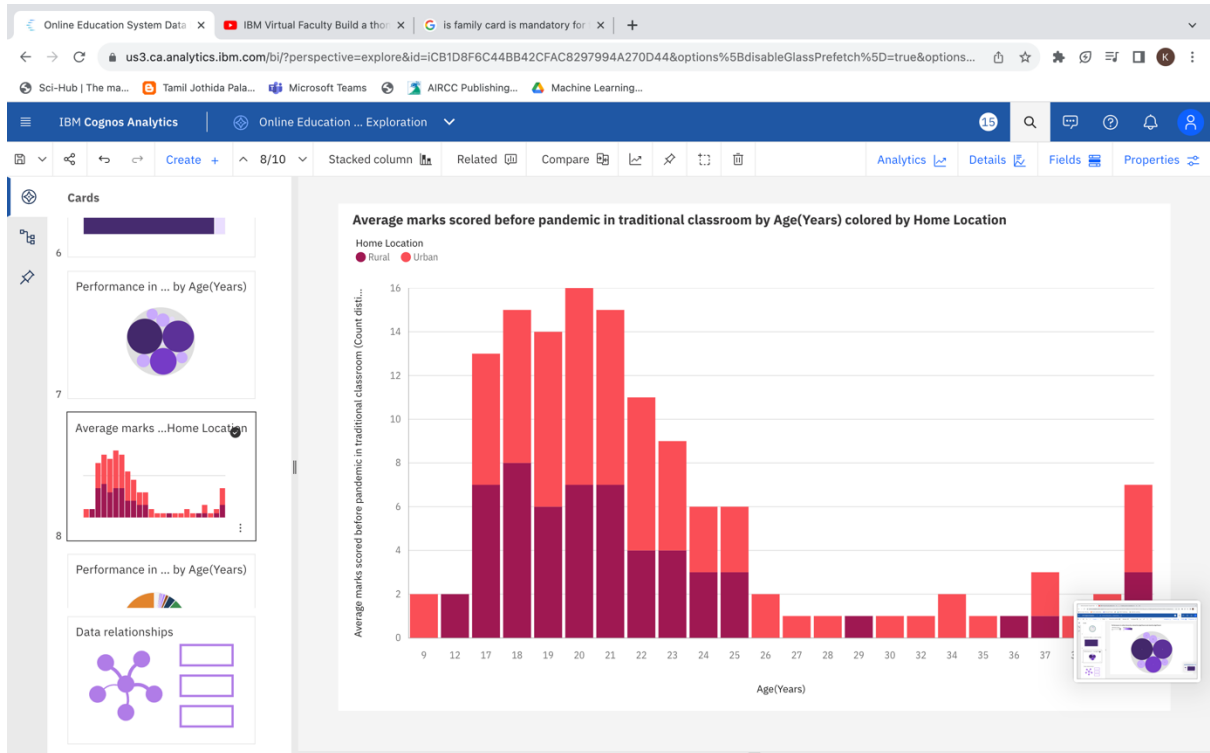 Online Education System Data
IBM Virtual Faculty Build a thon
is family card is mandatory for
us3.ca.analytics.ibm.com/bi/?perspective=explore&id=iCB1D8F6C44BB42CFAC8297994A270D44&options%5BdisableGlassPrefetch%5D=true&options...
K
Sci-Hub | The ma... Tamil Jothida Pala... Microsoft Teams AIRCC Publishing... Machine Learning...
IBM Cognos Analytics Online Education ... Exploration 15
Create + 8/10 Stacked column Related Compare Analytics Details Fields Properties
Cards
6
Performance in ... by Age(Years)
7
Average marks ...Home Location
8
Performance in ... by Age(Years)
Data relationships
Average marks scored before pandemic in traditional classroom by Age(Years) colored by Home Location
Home Location
Rural Urban
Average marks scored before pandemic in traditional classroom (Count disti...
16
14
12
10
8
6
4
2
0
9 12 17 18 19 20 21 22 23 24 25 26 27 28 29 30 32 34 35 36 37
Age(Years)